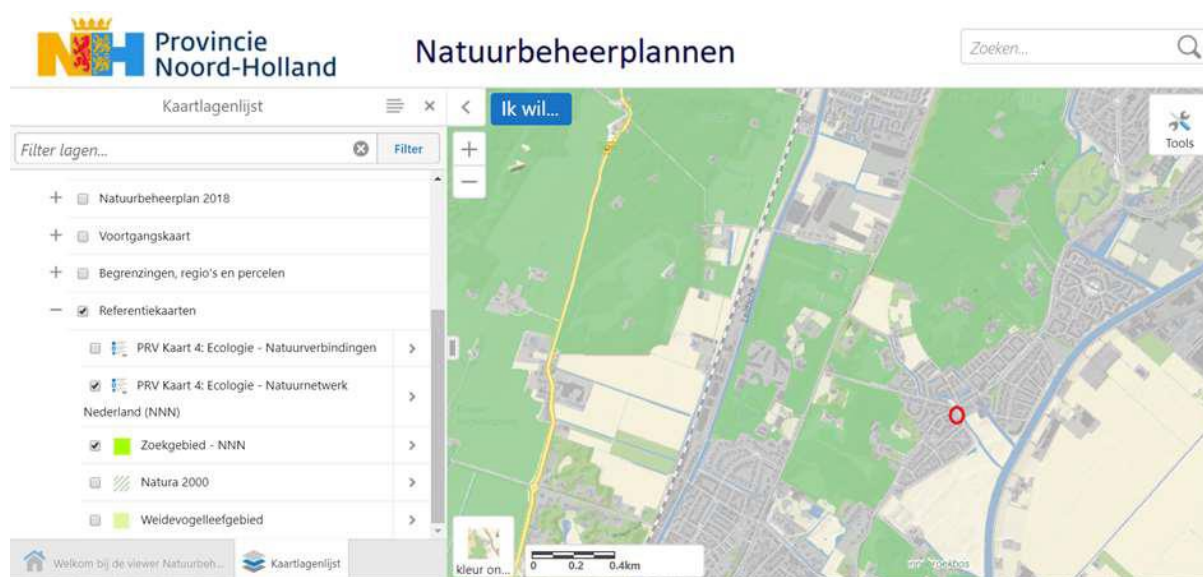 Provincie
Noord-Holland
Natuurbeheerplannen
Zoeken...
Kaartlagenlijst
Ik wil...
Tools
Filter lagen...
Filter
Natuurbeheerplan 2018
Voortgangskaart
Begrenzingen, regio's en percelen
Referentiekaarten
PRV Kaart 4: Ecologie - Natuurverbindingen
PRV Kaart 4: Ecologie - Natuurnetwerk
Nederland (NNN)
Zoekgebied - NNN
Natura 2000
Weidevogelleefgebied
Welkom bij de viewer Natuurbeh...
Kaartlagenlijst
kleur on...
0 0.2 0.4km